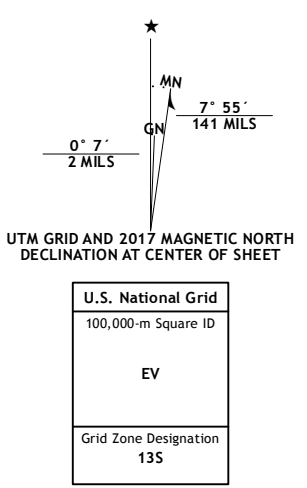 ★
MN
7° 55´
141 MILS
GN
0° 7´
2 MILS
UTM GRID AND 2017 MAGNETIC NORTH
DECLINATION AT CENTER OF SHEET
U.S. National Grid
100,000-m Square ID
EV
Grid Zone Designation
13S